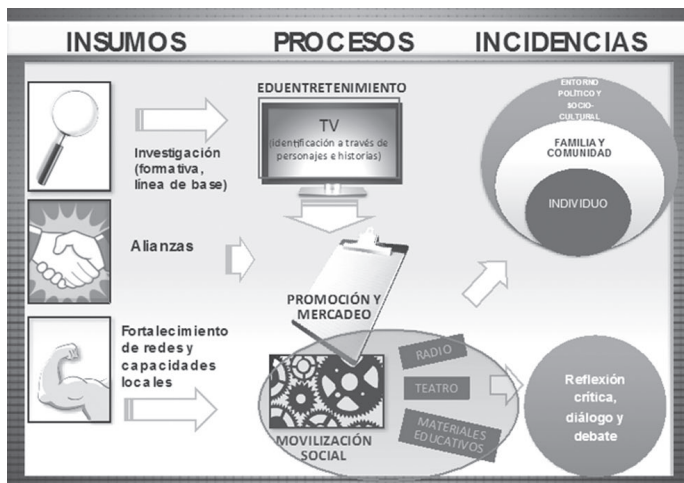 INSUMOS PROCESOS INCIDENCIAS
EDUENTRETENIMIENTO
TV
(identificación a través de
personajes e historias)
Investigación
(formativa,
línea de base)
Alianzas
Fortalecimiento
de redes y
capacidades
locales
PROMOCIÓN Y
MERCADEO
RADIO
TEATRO
MATERIALES
EDUCATIVOS
MOVILIZACIÓN
SOCIAL
ENTORNO
POLÍTICO Y
SOCIO-
CULTURAL
FAMILIA Y
COMUNIDAD
INDIVIDUO
Reflexión
crítica,
diálogo y
debate